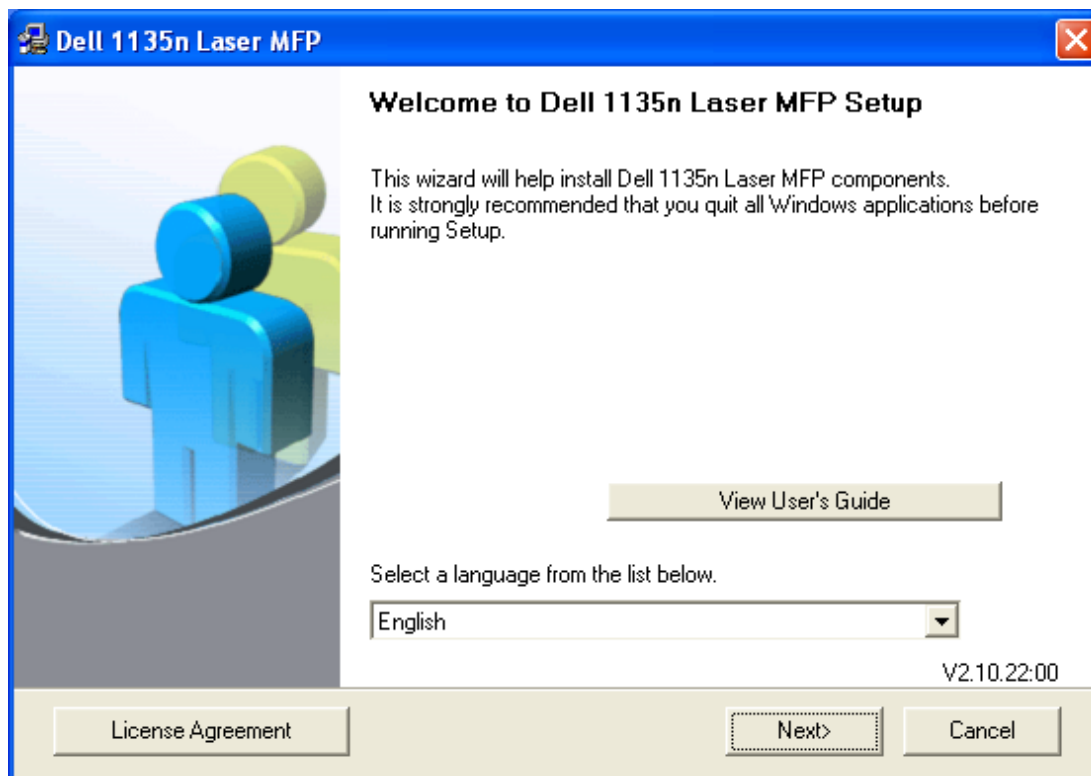 Dell 1135n Laser MFP
Welcome to Dell 1135n Laser MFP Setup
This wizard will help install Dell 1135n Laser MFP components.
It is strongly recommended that you quit all Windows applications before
running Setup.
View User's Guide
Select a language from the list below.
English
V2.10.22:00
License Agreement
Next>
Cancel